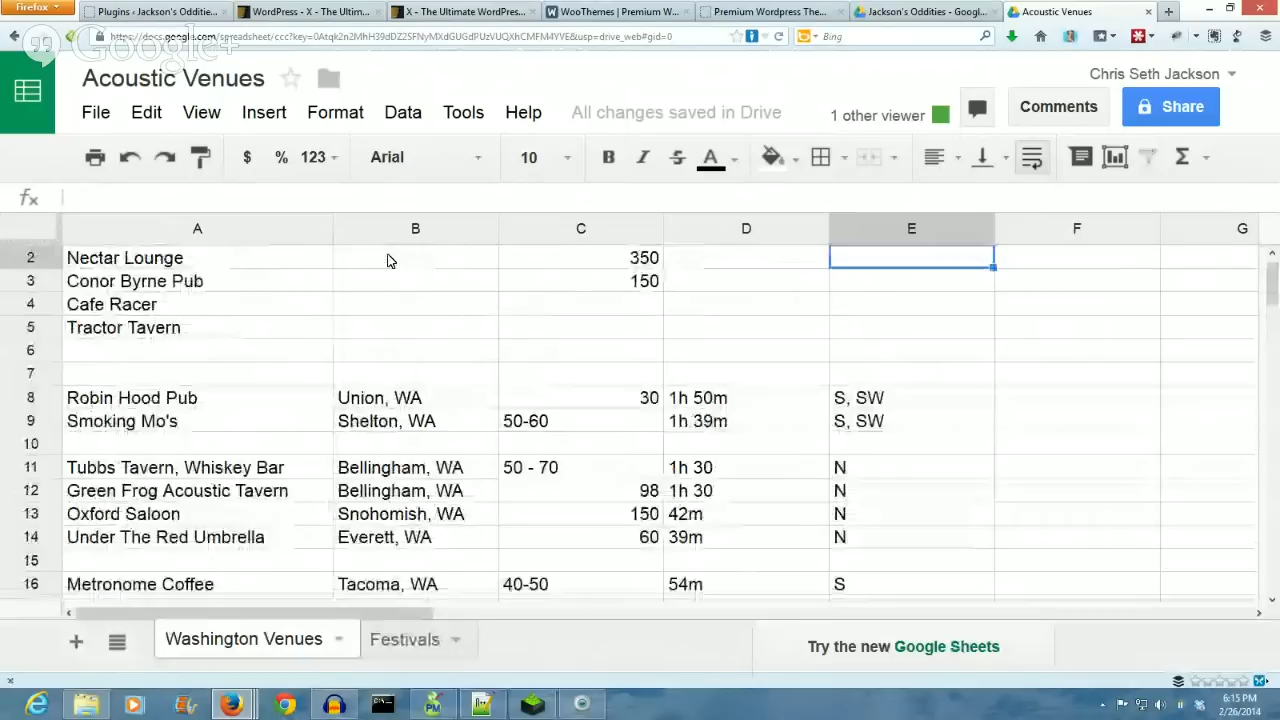 Firefox
Plugins ‹ Jackson's Oddities...
WordPress - X - The Ultim...
X - The Ultimate WordPres...
WooThemes | Premium W...
Premium Wordpress The...
Jackson's Oddities - Googl...
Acoustic Venues
Google+
Bing
Acoustic Venues
Chris Seth Jackson
File Edit View Insert Format Data Tools Help All changes saved in Drive
1 other viewer
Comments
Share
$ % 123
Arial
10
B I S A
Σ
fx
A B C D E F G
2 Nectar Lounge 350
3 Conor Byrne Pub 150
4 Cafe Racer
5 Tractor Tavern
6
7
8 Robin Hood Pub Union, WA 30 1h 50m S, SW
9 Smoking Mo's Shelton, WA 50-60 1h 39m S, SW
10
11 Tubbs Tavern, Whiskey Bar Bellingham, WA 50 - 70 1h 30 N
12 Green Frog Acoustic Tavern Bellingham, WA 98 1h 30 N
13 Oxford Saloon Snohomish, WA 150 42m N
14 Under The Red Umbrella Everett, WA 60 39m N
15
16 Metronome Coffee Tacoma, WA 40-50 54m S
Washington Venues
Festivals
Try the new Google Sheets
6:15 PM
2/26/2014